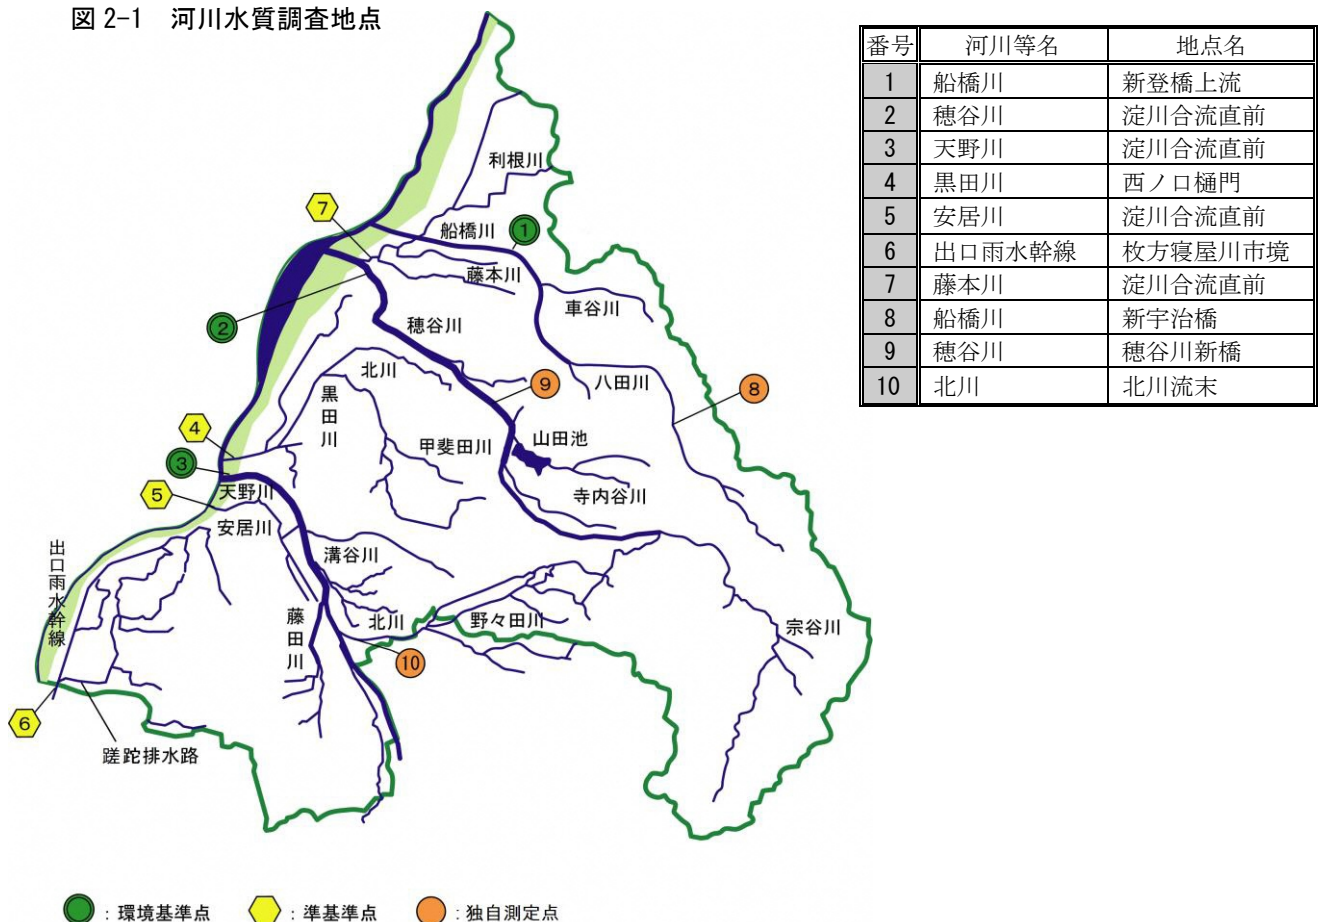 図 2-1 河川水質調査地点
番号 河川等名 地点名
1 船橋川 新登橋上流
2 穂谷川 淀川合流直前
3 天野川 淀川合流直前
4 黒田川 西ノ口樋門
5 安居川 淀川合流直前
6 出口雨水幹線 枚方寝屋川市境
7 藤本川 淀川合流直前
8 船橋川 新宇治橋
9 穂谷川 穂谷川新橋
10 北川 北川流末
利根川
7
船橋川
1
藤本川
車谷川
2
穂谷川
北川
9
八田川
8
黒田川
4
甲斐田川
山田池
3
天野川
5
寺内谷川
安居川
出口雨水幹線
溝谷川
藤田川
北川
野々田川
宗谷川
10
6
蹉跎排水路
：環境基準点
：準基準点
：独自測定点